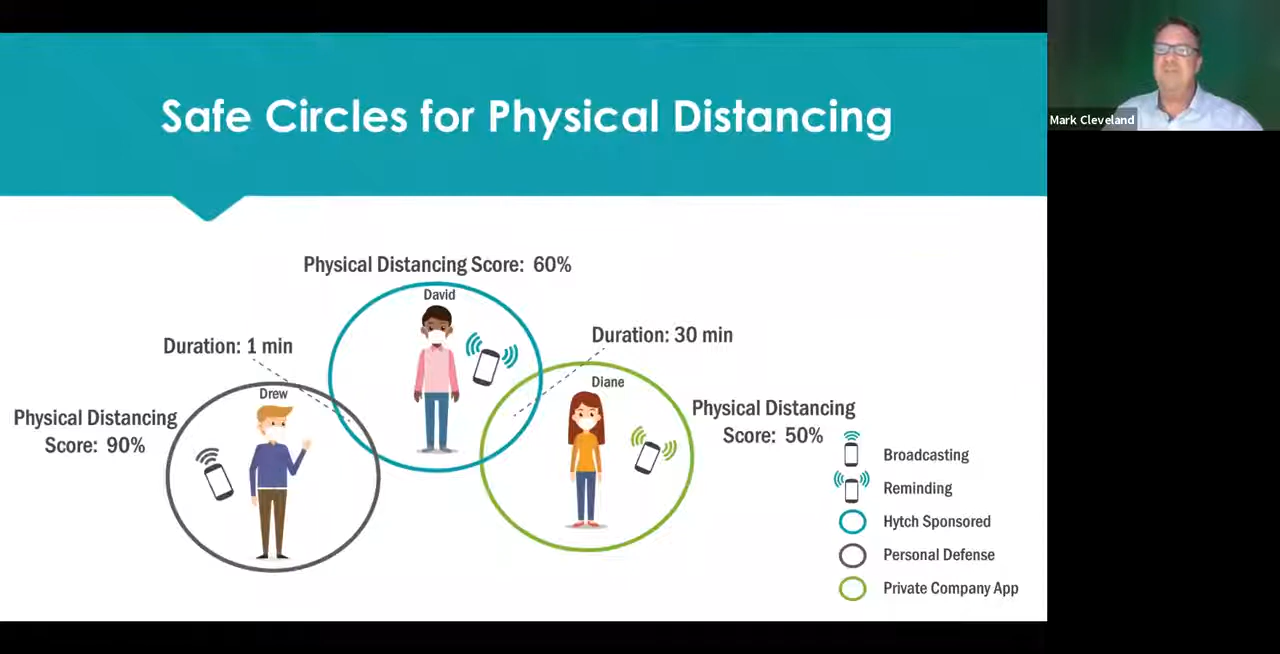 Safe Circles for Physical Distancing
Mark Cleveland
Physical Distancing Score: 60%
David
Duration: 1 min
Duration: 30 min
Drew
Diane
Physical Distancing
Score: 90%
Physical Distancing
Score: 50%
Broadcasting
Reminding
Hytch Sponsored
Personal Defense
Private Company App